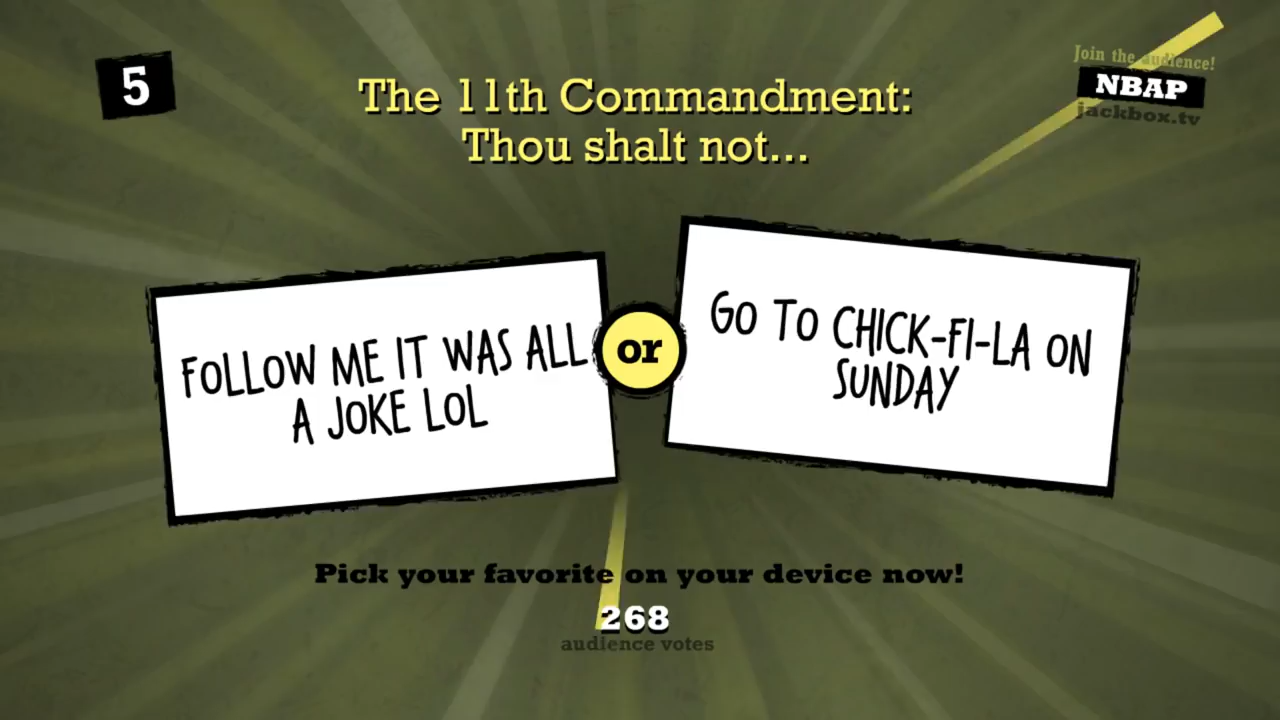 5
Join the audience!
NBAP
jackbox.tv
The 11th Commandment:
Thou shalt not...
FOLLOW ME IT WAS ALL
A JOKE LOL
or
GO TO CHICK-FI-LA ON
SUNDAY
Pick your favorite on your device now!
268
audience votes